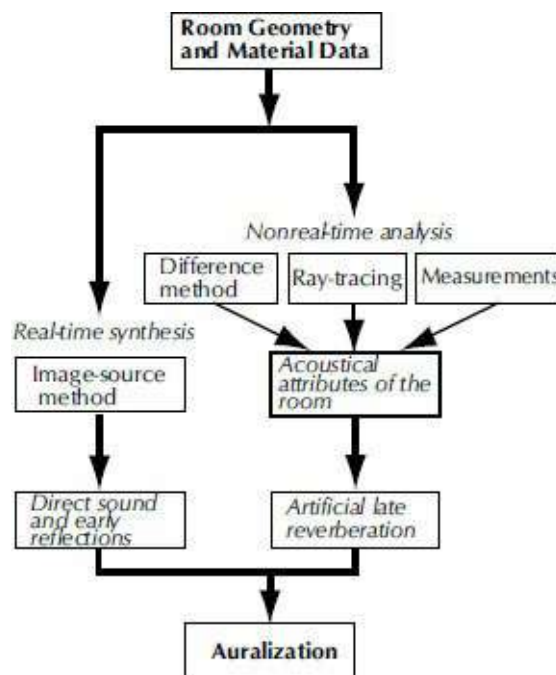 Room Geometry
and Material Data
Nonreal-time analysis
Difference
method
Ray-tracing
Measurements
Real-time synthesis
Image-source
method
Acoustical
attributes of the
room
Direct sound
and early
reflections
Artificial late
reverberation
Auralization